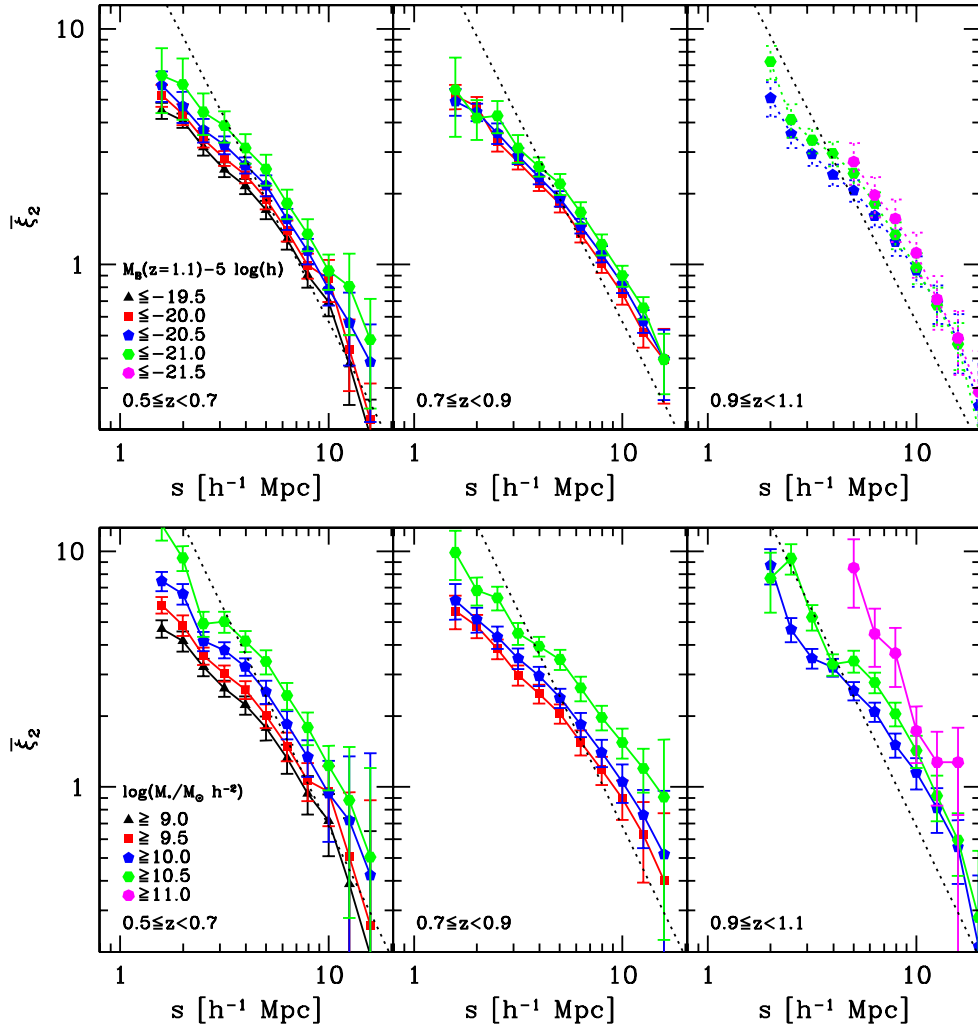 10
1
ξ̅₂
M_B(z=1.1)−5 log(h)
≤−19.5
≤−20.0
≤−20.5
≤−21.0
≤−21.5
0.5≤z<0.7
0.7≤z<0.9
0.9≤z<1.1
1 10
1 10
1 10
s [h⁻¹ Mpc]
s [h⁻¹ Mpc]
s [h⁻¹ Mpc]
10
1
ξ̅₂
log(M⋆/M⊙ h⁻²)
≥ 9.0
≥ 9.5
≥10.0
≥10.5
≥11.0
0.5≤z<0.7
0.7≤z<0.9
0.9≤z<1.1
1 10
1 10
1 10
s [h⁻¹ Mpc]
s [h⁻¹ Mpc]
s [h⁻¹ Mpc]